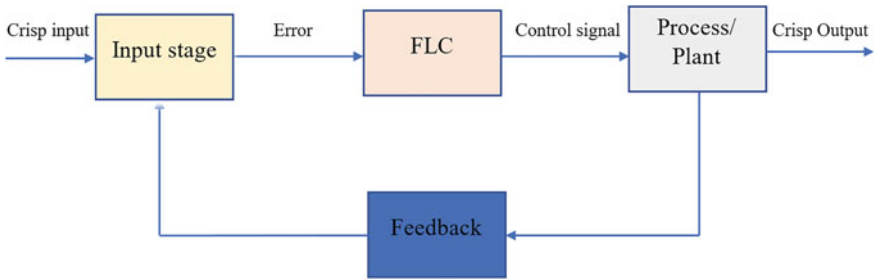 Crisp input
Input stage
Error
FLC
Control signal
Process/
Plant
Crisp Output
Feedback